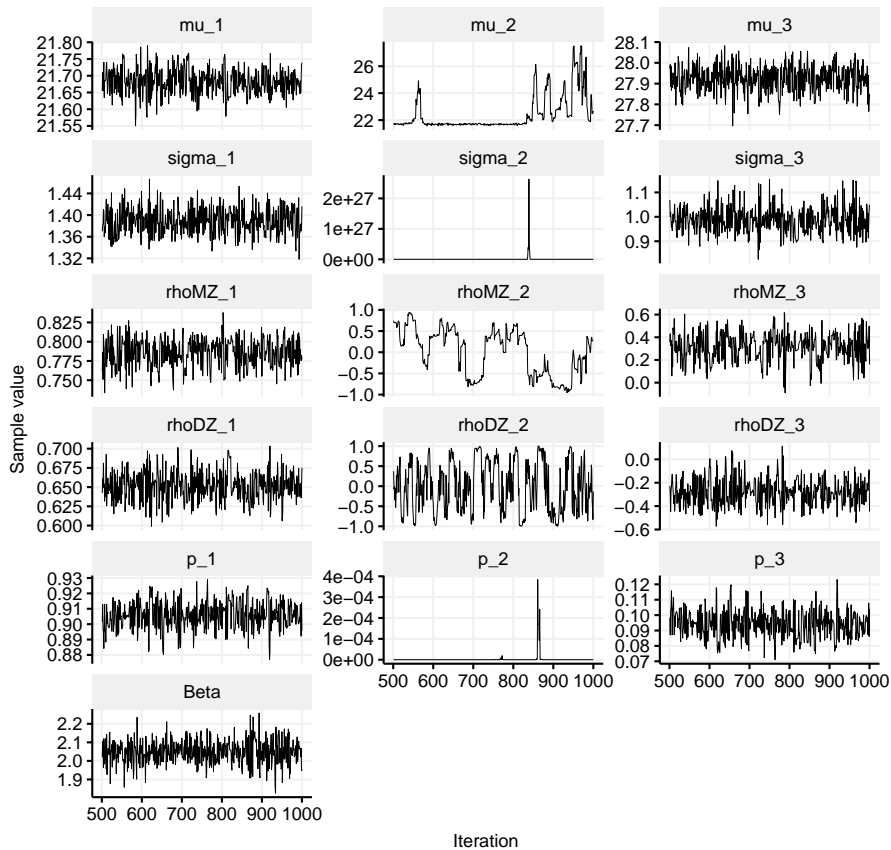 mu_1
mu_2
mu_3
21.80
21.75
21.70
21.65
21.60
21.55
26
24
22
28.1
28.0
27.9
27.8
27.7
sigma_1
sigma_2
sigma_3
1.44
1.40
1.36
1.32
2e+27
1e+27
0e+00
1.1
1.0
0.9
rhoMZ_1
rhoMZ_2
rhoMZ_3
0.825
0.800
0.775
0.750
1.0
0.5
0.0
−0.5
−1.0
0.6
0.4
0.2
0.0
Sample value
rhoDZ_1
rhoDZ_2
rhoDZ_3
0.700
0.675
0.650
0.625
0.600
1.0
0.5
0.0
−0.5
−1.0
0.0
−0.2
−0.4
−0.6
p_1
p_2
p_3
0.93
0.92
0.91
0.90
0.89
0.88
4e−04
3e−04
2e−04
1e−04
0e+00
0.12
0.11
0.10
0.09
0.08
0.07
500 600 700 800 900 1000
500 600 700 800 900 1000
Beta
2.2
2.1
2.0
1.9
500 600 700 800 900 1000
Iteration